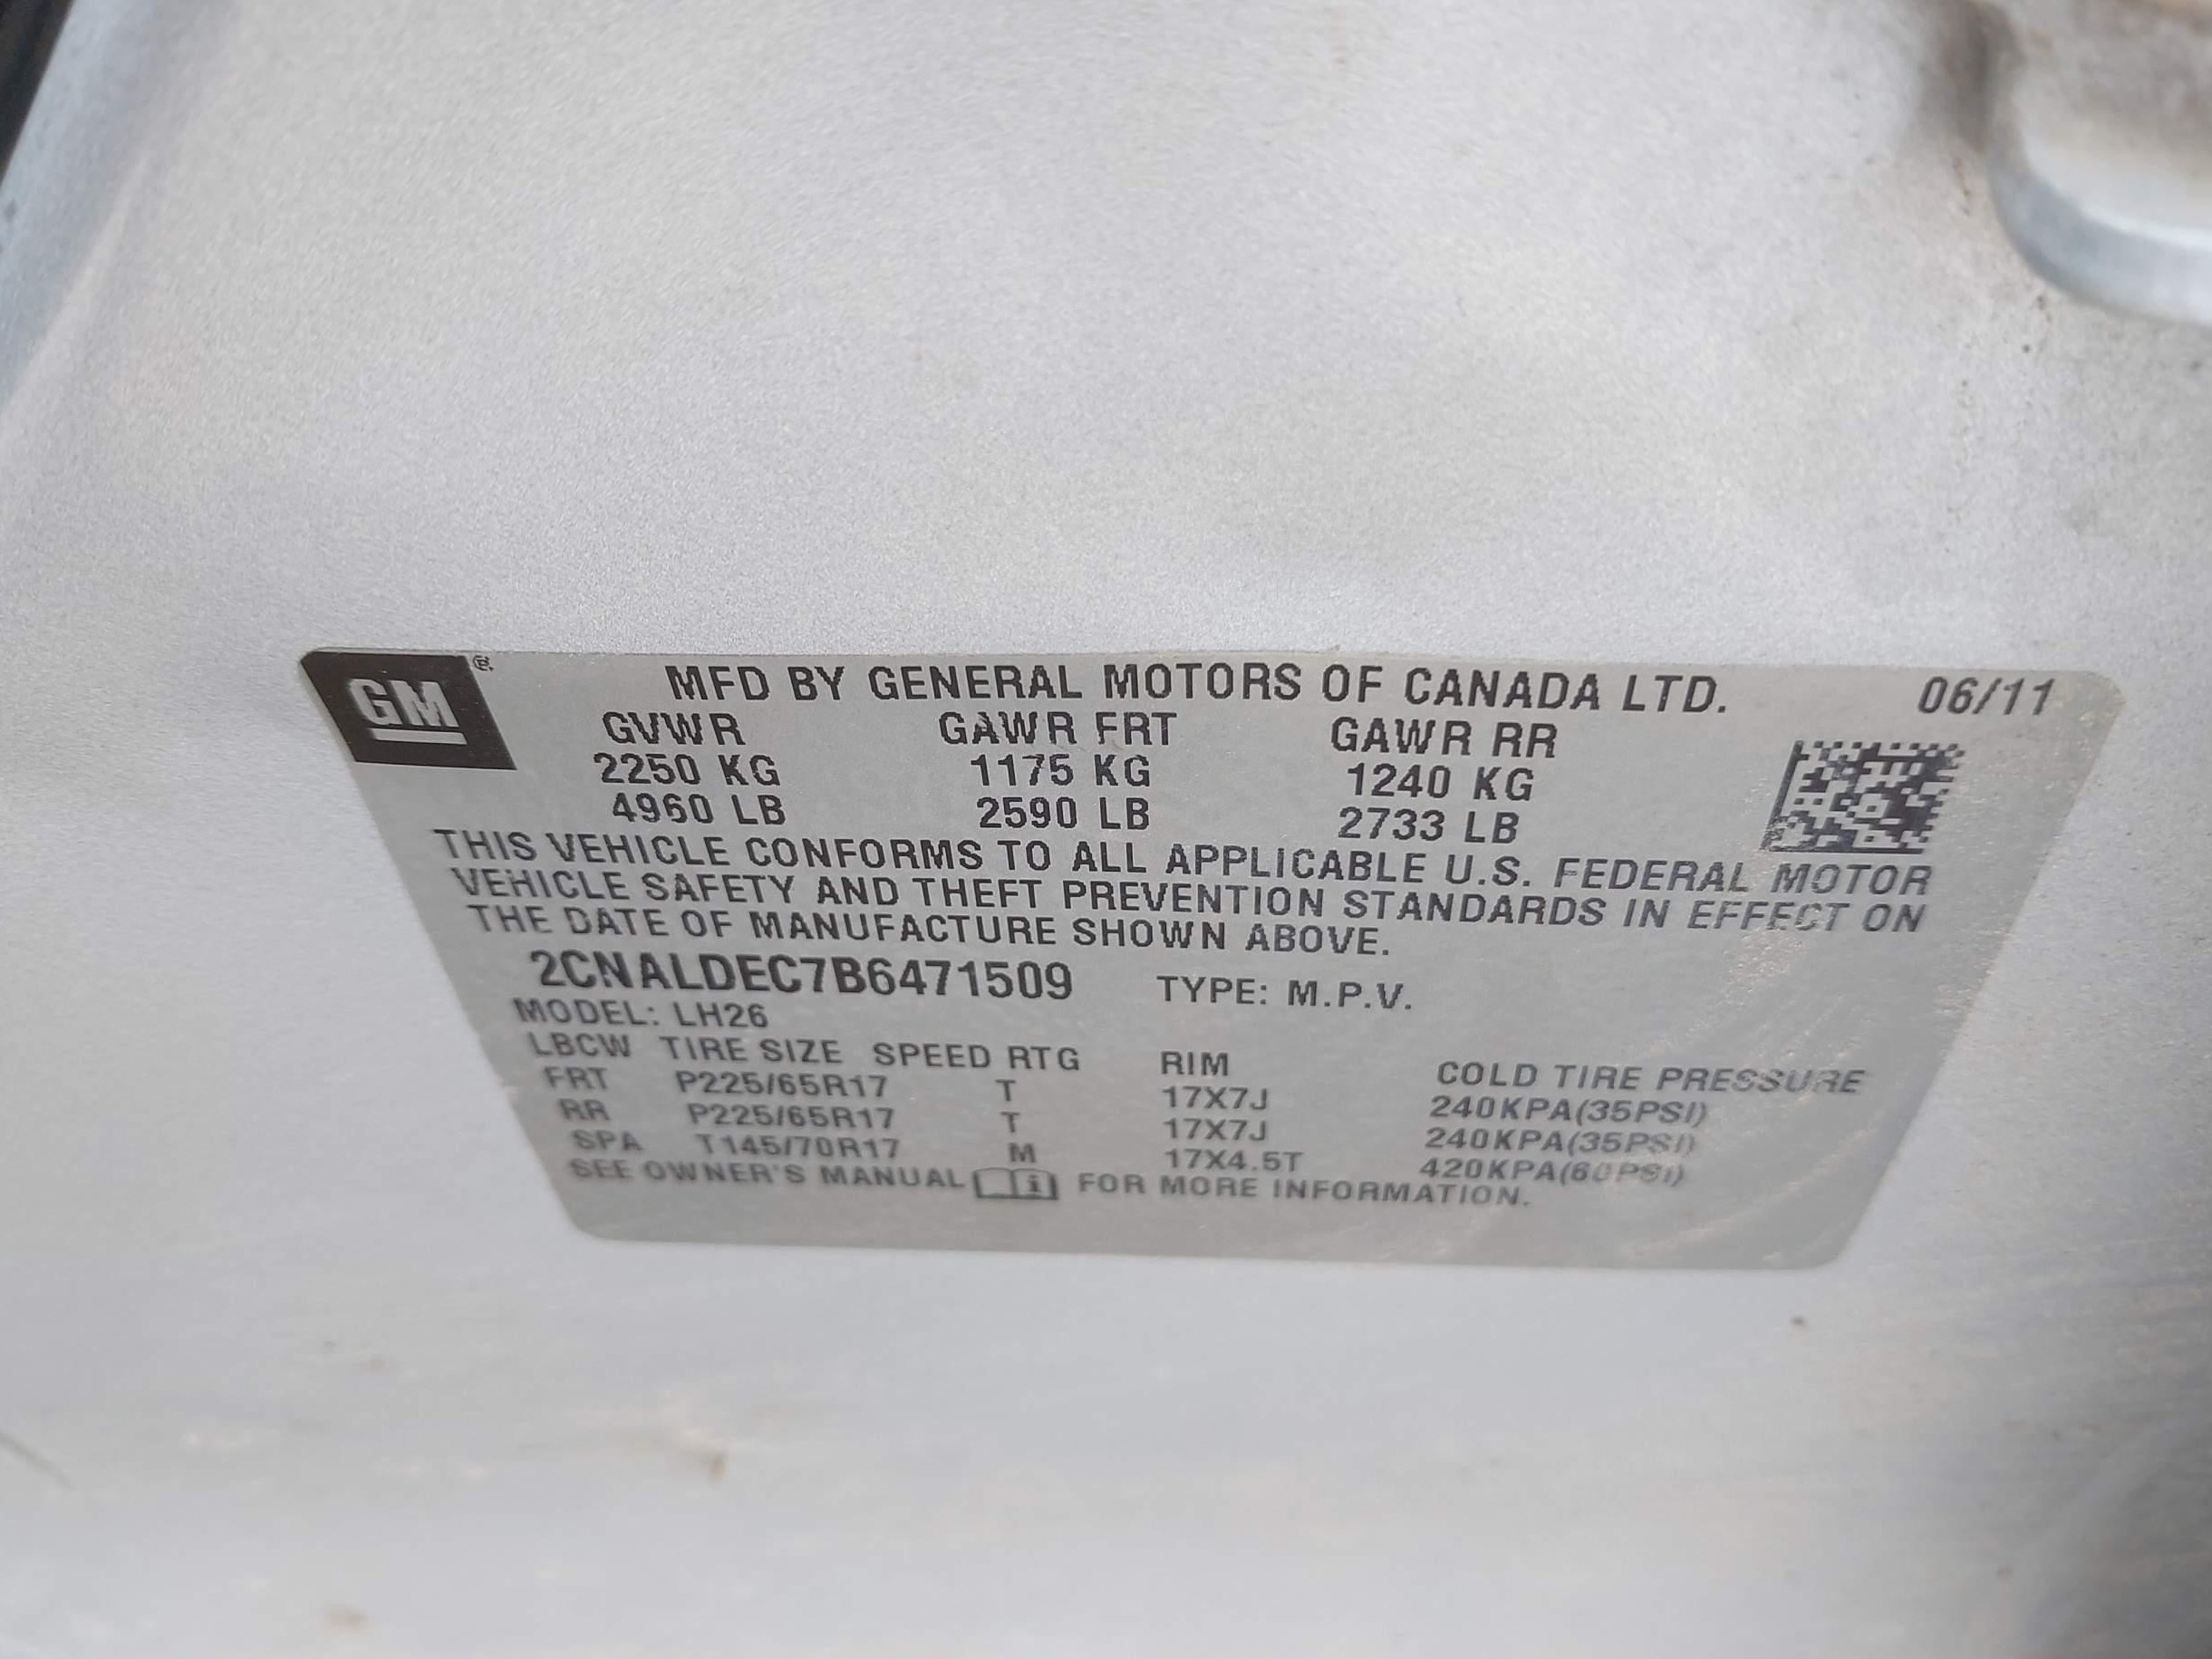 GM ® MFD BY GENERAL MOTORS OF CANADA LTD. 06/11
GVWR GAWR FRT GAWR RR
2250 KG 1175 KG 1240 KG
4960 LB 2590 LB 2733 LB
THIS VEHICLE CONFORMS TO ALL APPLICABLE U.S. FEDERAL MOTOR
VEHICLE SAFETY AND THEFT PREVENTION STANDARDS IN EFFECT ON
THE DATE OF MANUFACTURE SHOWN ABOVE.
2CNALDEC7B6471509 TYPE: M.P.V.
MODEL: LH26
LBCW TIRE SIZE SPEED RTG RIM COLD TIRE PRESSURE
FRT P225/65R17 T 17X7J 240KPA(35PSI)
RR P225/65R17 T 17X7J 240KPA(35PSI)
SPA T145/70R17 M 17X4.5T 420KPA(60PSI)
SEE OWNER'S MANUAL i FOR MORE INFORMATION.